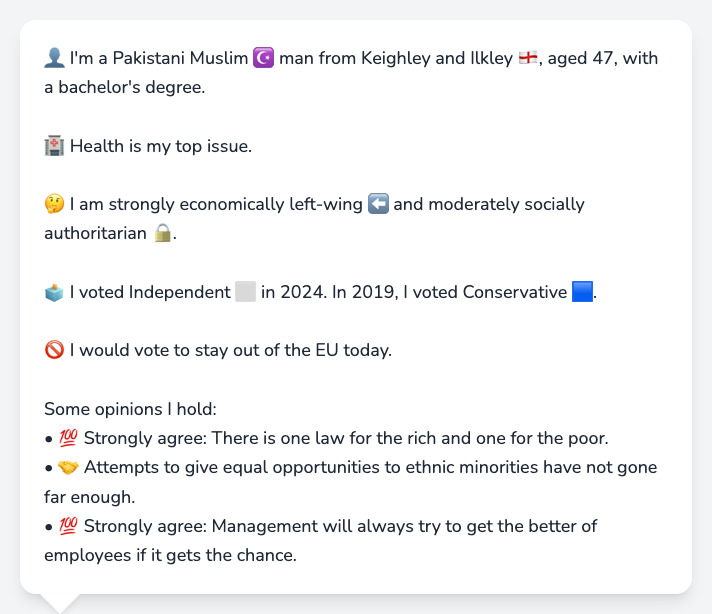 👤 I'm a Pakistani Muslim ☪️ man from Keighley and Ilkley 🏴󠁧󠁢󠁥󠁮󠁧󠁿, aged 47, with
a bachelor's degree.
🏥 Health is my top issue.
🤔 I am strongly economically left-wing ⬅️ and moderately socially
authoritarian 🔒.
🗳️ I voted Independent ⬜ in 2024. In 2019, I voted Conservative 🟦.
🚫 I would vote to stay out of the EU today.
Some opinions I hold:
• 💯 Strongly agree: There is one law for the rich and one for the poor.
• 🤝 Attempts to give equal opportunities to ethnic minorities have not gone
far enough.
• 💯 Strongly agree: Management will always try to get the better of
employees if it gets the chance.